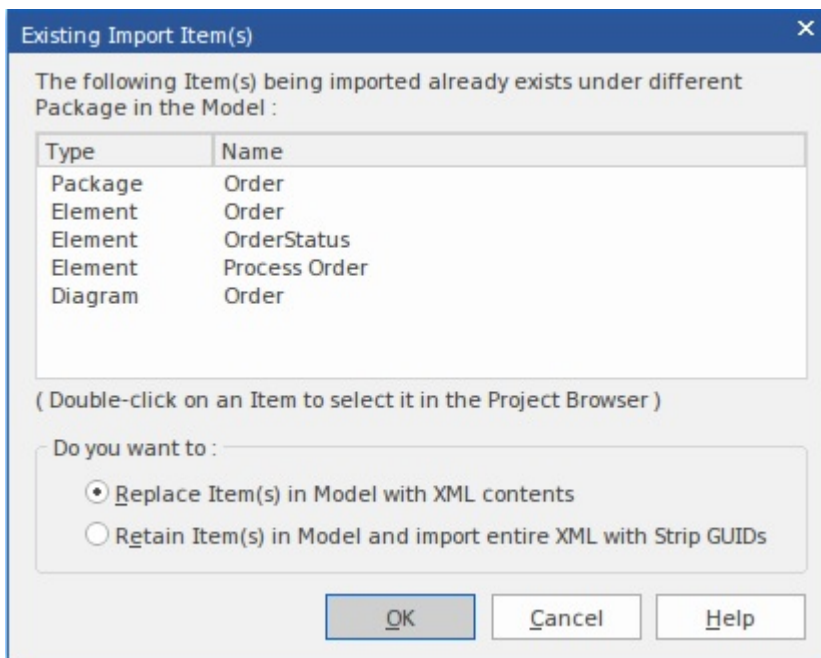 Existing Import Item(s)
The following Item(s) being imported already exists under different
Package in the Model :
Type Name
Package Order
Element Order
Element OrderStatus
Element Process Order
Diagram Order
( Double-click on an Item to select it in the Project Browser )
Do you want to :
Replace Item(s) in Model with XML contents
Retain Item(s) in Model and import entire XML with Strip GUIDs
OK Cancel Help